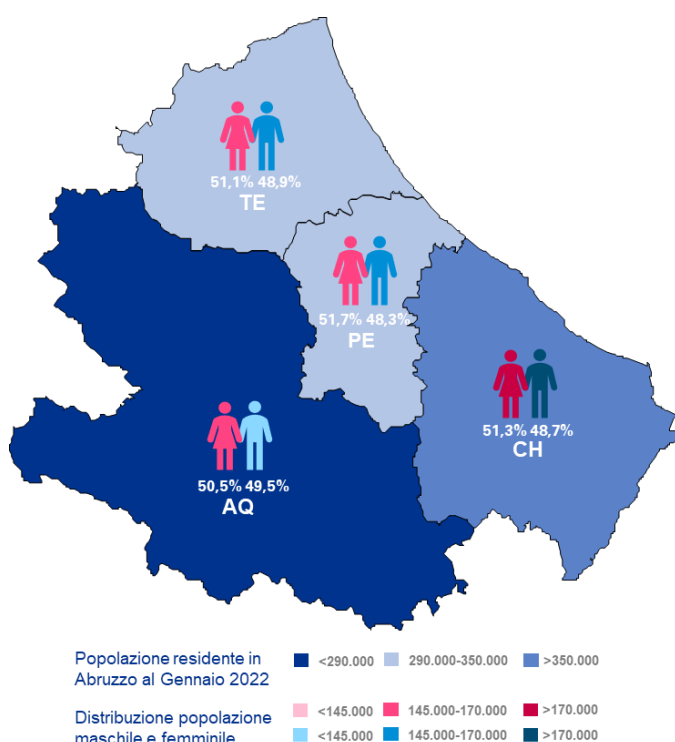 51,1% 48,9%
TE
51,7% 48,3%
PE
51,3% 48,7%
CH
50,5% 49,5%
AQ
Popolazione residente in
Abruzzo al Gennaio 2022
<290.000 290.000-350.000 >350.000
Distribuzione popolazione
maschile e femminile
<145.000 145.000-170.000 >170.000
<145.000 145.000-170.000 >170.000